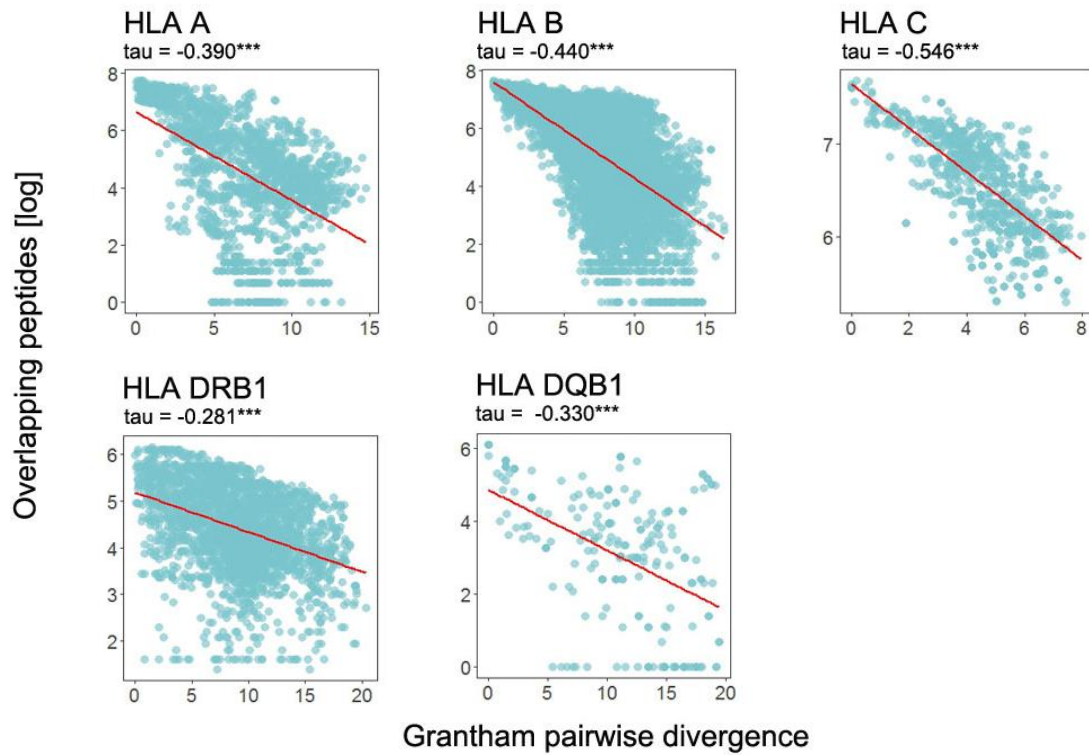 HLA A
tau = -0.390***
HLA B
tau = -0.440***
HLA C
tau = -0.546***
8
6
4
2
0
0 5 10 15
8
6
4
2
0
0 5 10 15
7
6
0 2 4 6 8
Overlapping peptides [log]
HLA DRB1
tau = -0.281***
HLA DQB1
tau = -0.330***
6
5
4
3
2
0 5 10 15 20
6
4
2
0
0 5 10 15 20
Grantham pairwise divergence